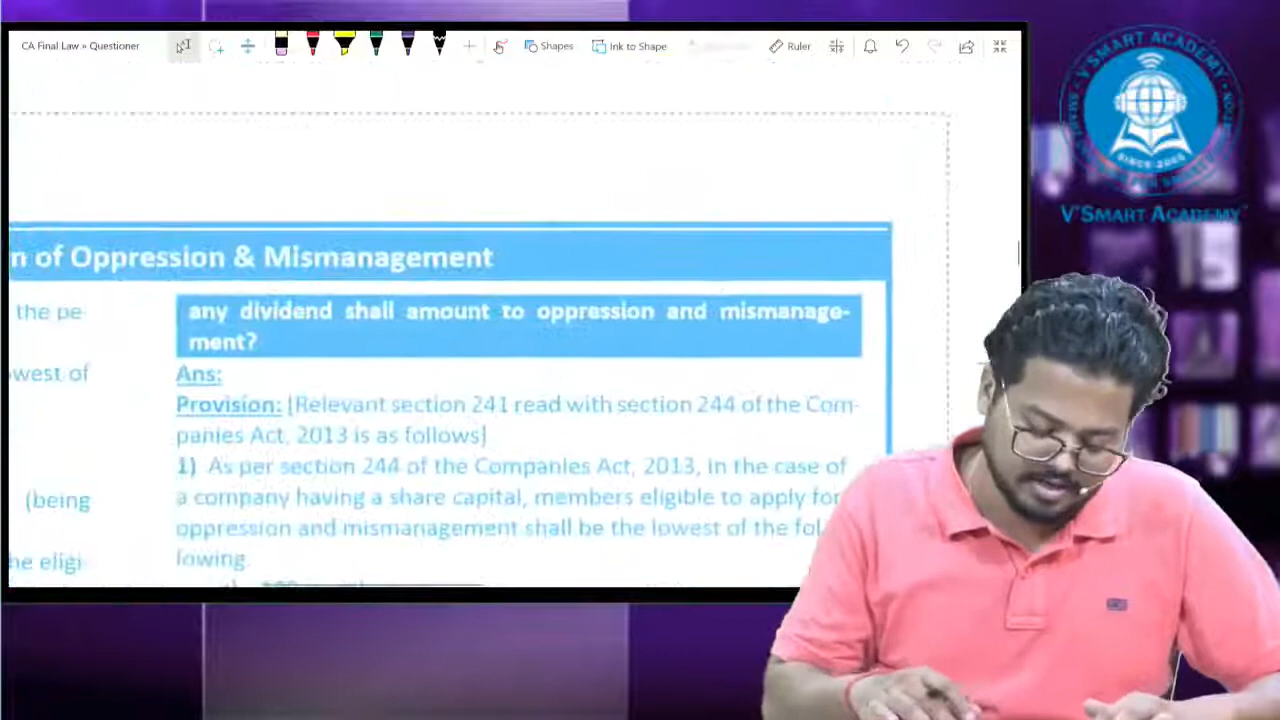 CA Final Law » Questioner
Shapes
Ink to Shape
Ruler
n of Oppression & Mismanagement
the pe-
any dividend shall amount to oppression and mismanage-
ment?
west of
Ans:
Provision: [Relevant section 241 read with section 244 of the Com-
panies Act, 2013 is as follows]
1) As per section 244 of the Companies Act, 2013, in the case of
a company having a share capital, members eligible to apply for
(being
oppression and mismanagement shall be the lowest of the fol-
he eligi-
lowing.
V'SMART ACADEMY
SINCE 2005
V'SMART ACADEMY